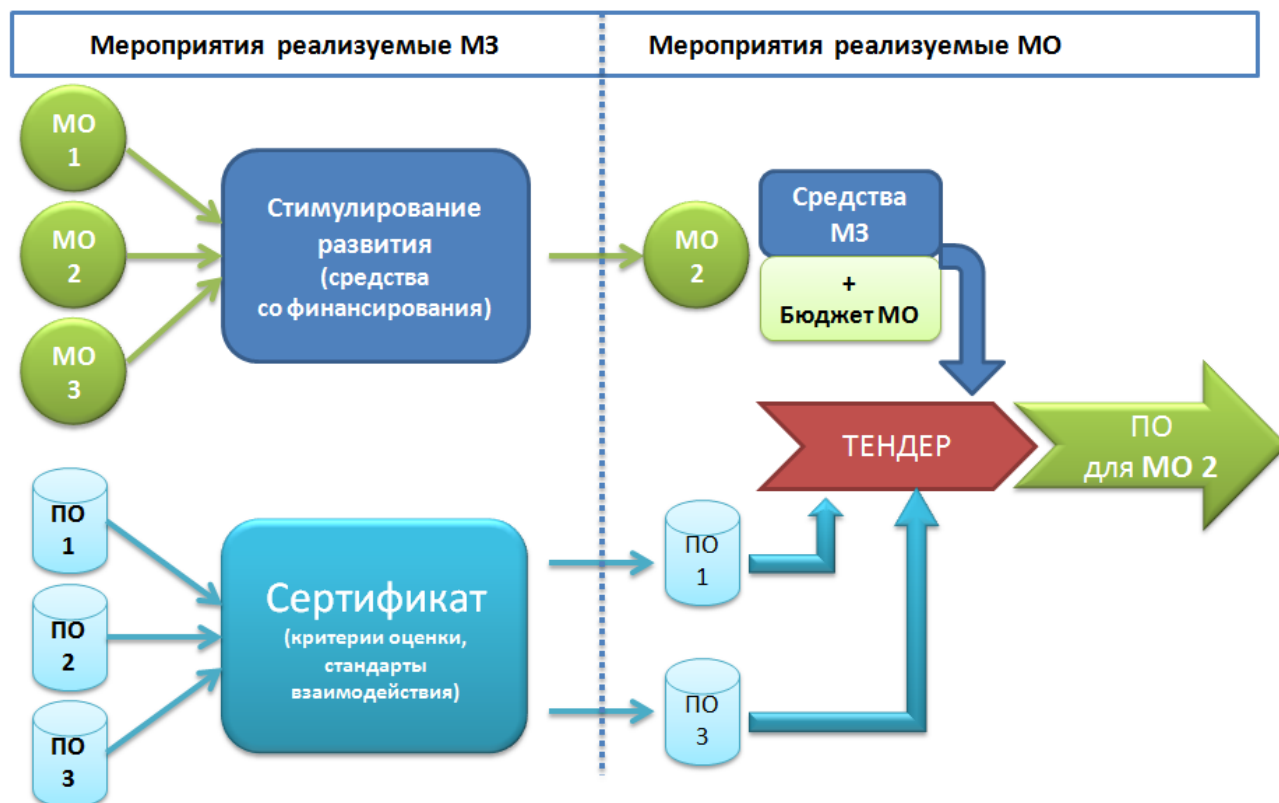 Мероприятия реализуемые МЗ
Мероприятия реализуемые МО
МО
1
МО
2
МО
3
Стимулирование
развития
(средства
со финансирования)
МО
2
Средства
МЗ
+
Бюджет МО
ТЕНДЕР
ПО
для МО 2
ПО
1
ПО
2
ПО
3
Сертификат
(критерии оценки,
стандарты
взаимодействия)
ПО
1
ПО
3